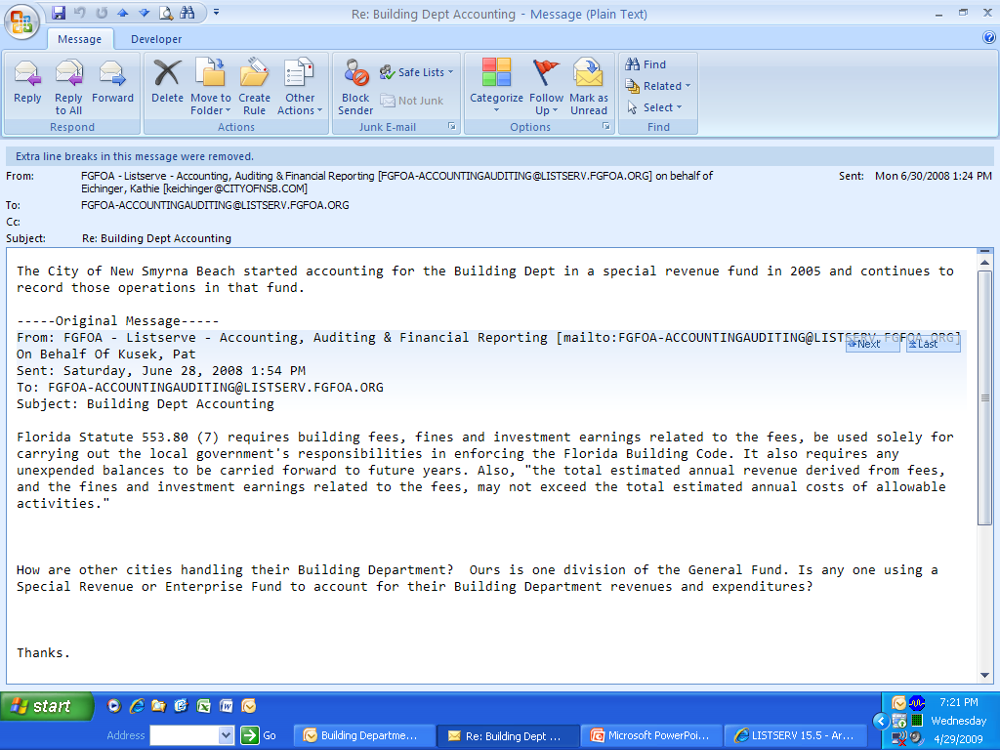 Re: Building Dept Accounting - Message (Plain Text)
Message Developer
Reply
Reply to All
Forward
Respond
Delete
Move to Folder
Create Rule
Other Actions
Actions
Block Sender
Safe Lists
Not Junk
Junk E-mail
Categorize
Follow Up
Mark as Unread
Options
Find
Related
Select
Find
Extra line breaks in this message were removed.
From: FGFOA - Listserve - Accounting, Auditing & Financial Reporting [FGFOA-ACCOUNTINGAUDITING@LISTSERV.FGFOA.ORG] on behalf of Sent: Mon 6/30/2008 1:24 PM
Eichinger, Kathie [keichinger@CITYOFNSB.COM]
To: FGFOA-ACCOUNTINGAUDITING@LISTSERV.FGFOA.ORG
Cc:
Subject: Re: Building Dept Accounting
The City of New Smyrna Beach started accounting for the Building Dept in a special revenue fund in 2005 and continues to
record those operations in that fund.
-----Original Message-----
From: FGFOA - Listserve - Accounting, Auditing & Financial Reporting [mailto:FGFOA-ACCOUNTINGAUDITING@LISTSERV.FGFOA.ORG]
Next Last
On Behalf Of Kusek, Pat
Sent: Saturday, June 28, 2008 1:54 PM
To: FGFOA-ACCOUNTINGAUDITING@LISTSERV.FGFOA.ORG
Subject: Building Dept Accounting
Florida Statute 553.80 (7) requires building fees, fines and investment earnings related to the fees, be used solely for
carrying out the local government's responsibilities in enforcing the Florida Building Code. It also requires any
unexpended balances to be carried forward to future years. Also, "the total estimated annual revenue derived from fees,
and the fines and investment earnings related to the fees, may not exceed the total estimated annual costs of allowable
activities."
How are other cities handling their Building Department?  Ours is one division of the General Fund. Is any one using a
Special Revenue or Enterprise Fund to account for their Building Department revenues and expenditures?
Thanks.
start
7:21 PM
Wednesday
4/29/2009
Address Go Building Departme... Re: Building Dept ... Microsoft PowerPoi... LISTSERV 15.5 - Ar...